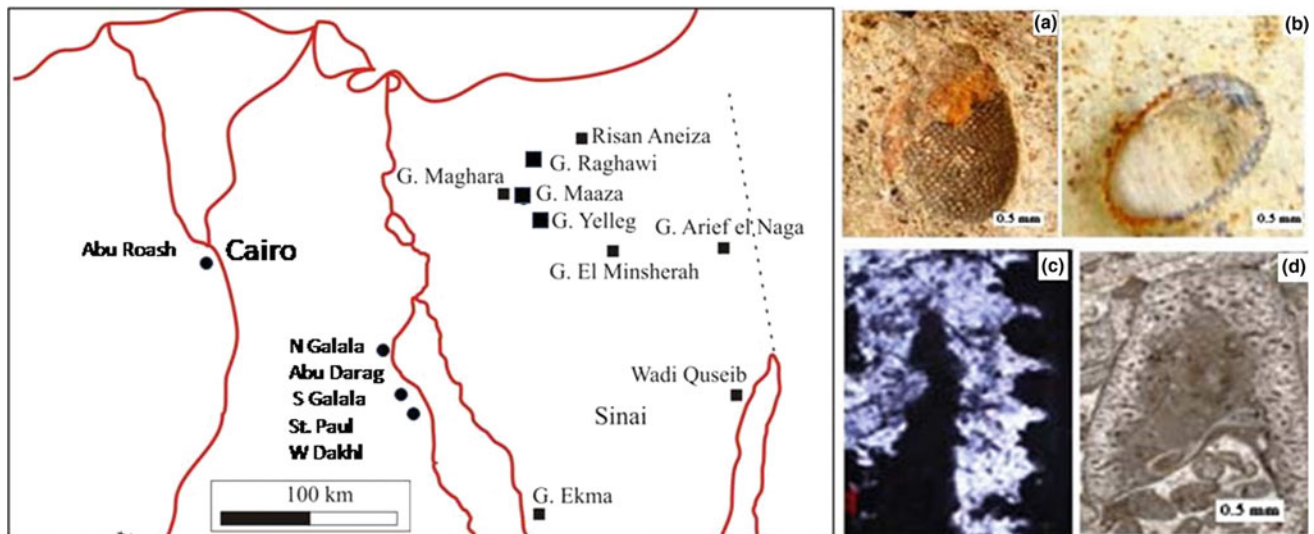 Risan Aneiza
G. Raghawi
G. Maghara
G. Maaza
G. Yelleg
G. Arief el Naga
G. El Minsherah
Abu Roash
Cairo
N Galala
Abu Darag
S Galala
St. Paul
W Dakhl
Wadi Quseib
Sinai
G. Ekma
100 km
(a)
0.5 mm
(b)
0.5 mm
(c)
(d)
0.5 mm